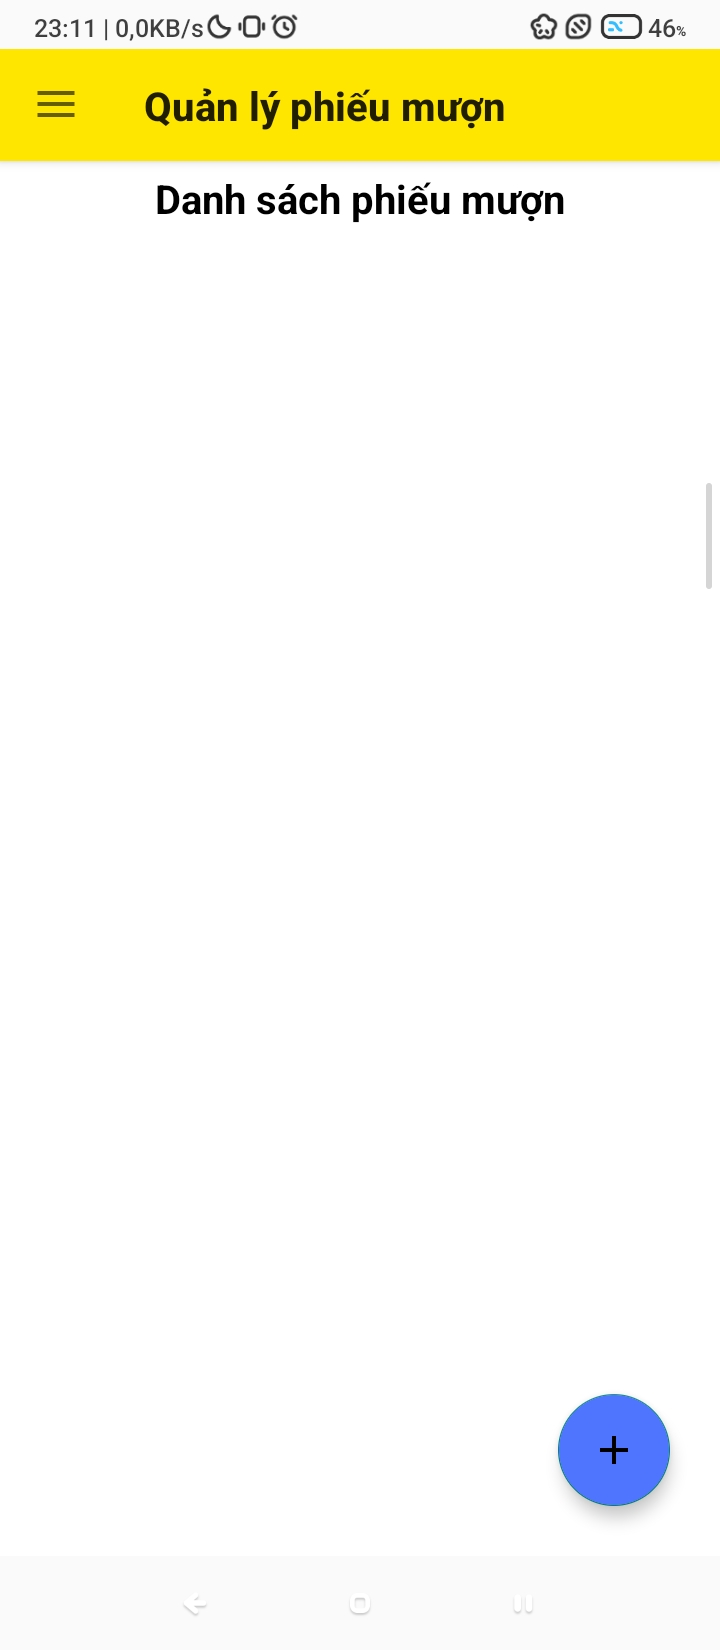 23:11 | 0,0KB/s 46%
Quản lý phiếu mượn
Danh sách phiếu mượn